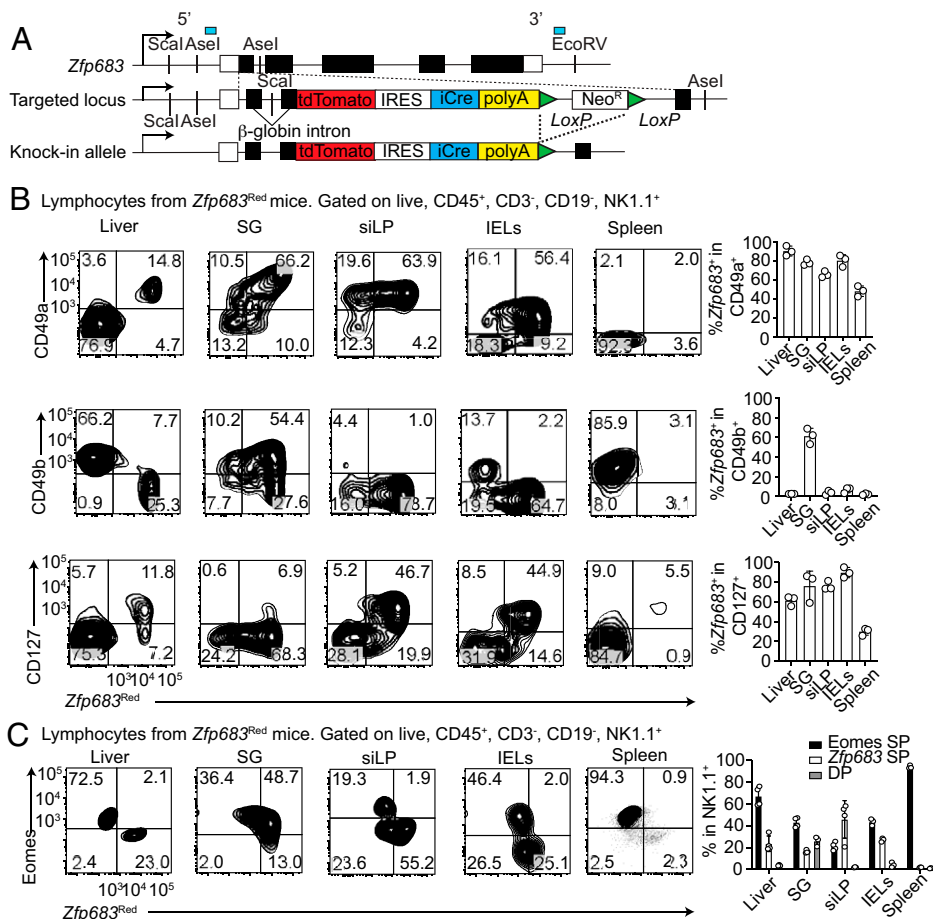 A
5’ 3’
ScaI AseI AseI EcoRV
Zfp683
ScaI AseI
Targeted locus tdTomato IRES iCre polyA NeoR
ScaI AseI LoxP LoxP
β-globin intron
Knock-in allele tdTomato IRES iCre polyA
B Lymphocytes from Zfp683Red mice. Gated on live, CD45+, CD3-, CD19-, NK1.1+
Liver SG siLP IELs Spleen
3.6 14.8 10.5 66.2 19.6 63.9 16.1 56.4 2.1 2.0
76.9 4.7 13.2 10.0 12.3 4.2 18.3 9.2 92.3 3.6
CD49a
105
104
103
%Zfp683+ in
CD49a+
100
80
60
40
20
0
Liver SG siLP IELs Spleen
66.2 7.7 10.2 54.4 4.4 1.0 13.7 2.2 85.9 3.1
0.9 25.3 7.7 27.6 16.0 78.7 19.5 64.7 8.0 3.1
CD49b
105
104
103
%Zfp683+ in
CD49b+
100
80
60
40
20
0
Liver SG siLP IELs Spleen
5.7 11.8 0.6 6.9 5.2 46.7 8.5 44.9 9.0 5.5
75.3 7.2 24.2 68.3 28.1 19.9 31.9 14.6 84.7 0.9
CD127
105
104
103
103 104 105
Zfp683Red
%Zfp683+ in
CD127+
100
80
60
40
20
0
Liver SG siLP IELs Spleen
C Lymphocytes from Zfp683Red mice. Gated on live, CD45+, CD3-, CD19-, NK1.1+
Liver SG siLP IELs Spleen
72.5 2.1 36.4 48.7 19.3 1.9 46.4 2.0 94.3 0.9
2.4 23.0 2.0 13.0 23.6 55.2 26.5 25.1 2.5 2.3
Eomes
105
104
103
103 104 105
Zfp683Red
Eomes SP
Zfp683 SP
DP
% in NK1.1+
100
80
60
40
20
0
Liver SG siLP IELs Spleen